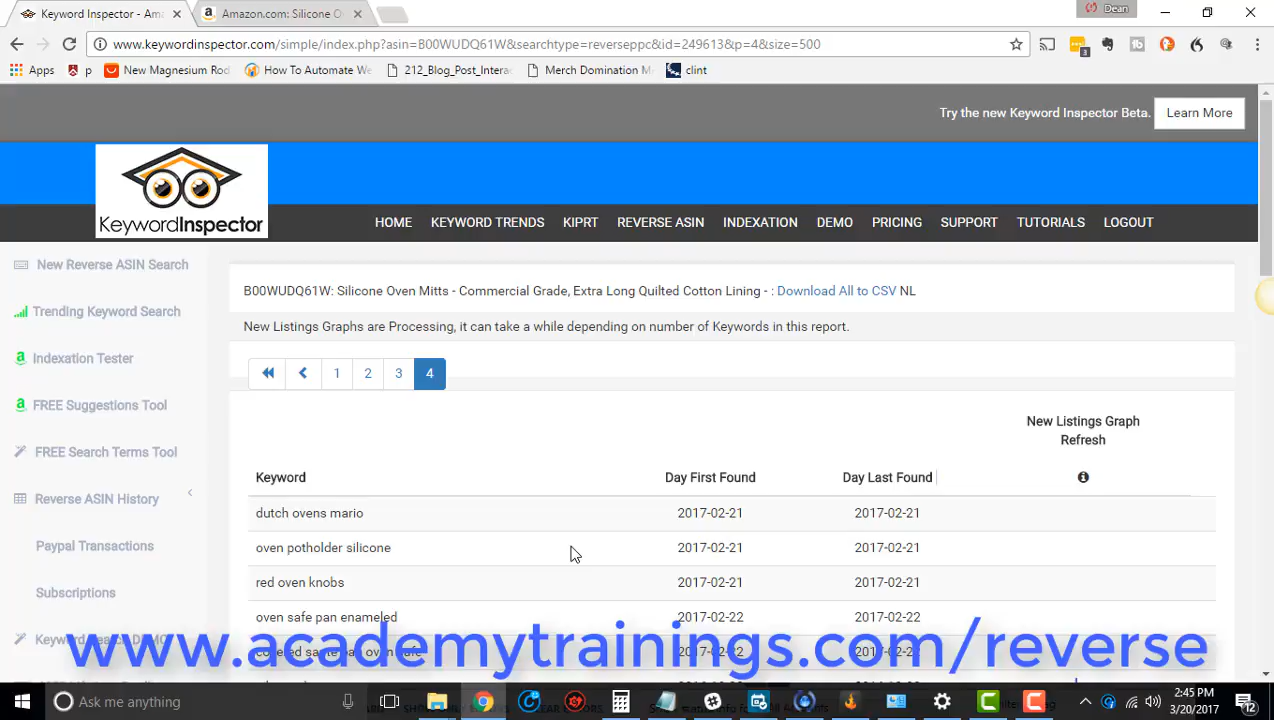 Keyword Inspector - Ama
Amazon.com: Silicone O
Dean
www.keywordinspector.com/simple/index.php?asin=B00WUDQ61W&searchtype=reverseppc&id=249613&p=4&size=500
3
Apps
p
New Magnesium Rod
How To Automate We
212_Blog_Post_Intera
Merch Domination M
clint
Try the new Keyword Inspector Beta.
Learn More
KeywordInspector
HOME
KEYWORD TRENDS
KIPRT
REVERSE ASIN
INDEXATION
DEMO
PRICING
SUPPORT
TUTORIALS
LOGOUT
New Reverse ASIN Search
Trending Keyword Search
Indexation Tester
FREE Suggestions Tool
FREE Search Terms Tool
Reverse ASIN History
Paypal Transactions
Subscriptions
B00WUDQ61W: Silicone Oven Mitts - Commercial Grade, Extra Long Quilted Cotton Lining - : Download All to CSV NL
New Listings Graphs are Processing, it can take a while depending on number of Keywords in this report.
1 2 3 4
New Listings Graph
Refresh
Keyword Day First Found Day Last Found
dutch ovens mario 2017-02-21 2017-02-21
oven potholder silicone 2017-02-21 2017-02-21
red oven knobs 2017-02-21 2017-02-21
oven safe pan enameled 2017-02-22 2017-02-22
www.academytrainings.com/reverse
Ask me anything
2:45 PM
3/20/2017
12